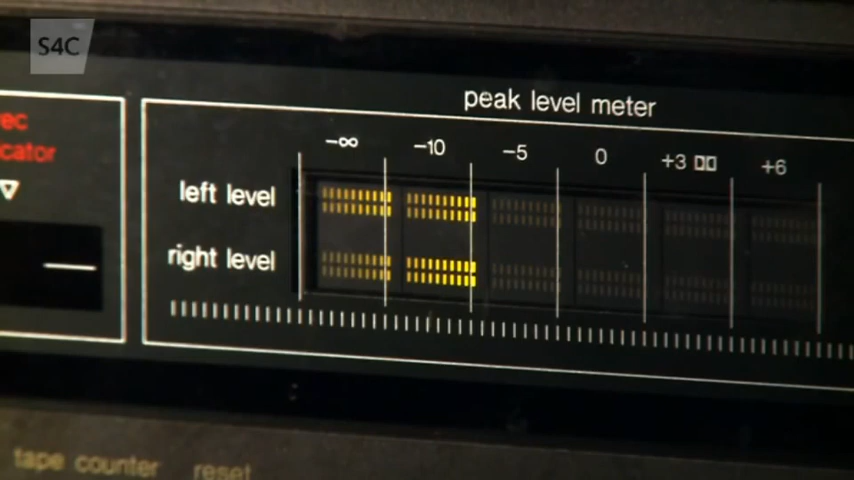 S4C
peak level meter
rec
cator
−∞ −10 −5 0 +3 +6
left level
right level
tape counter reset